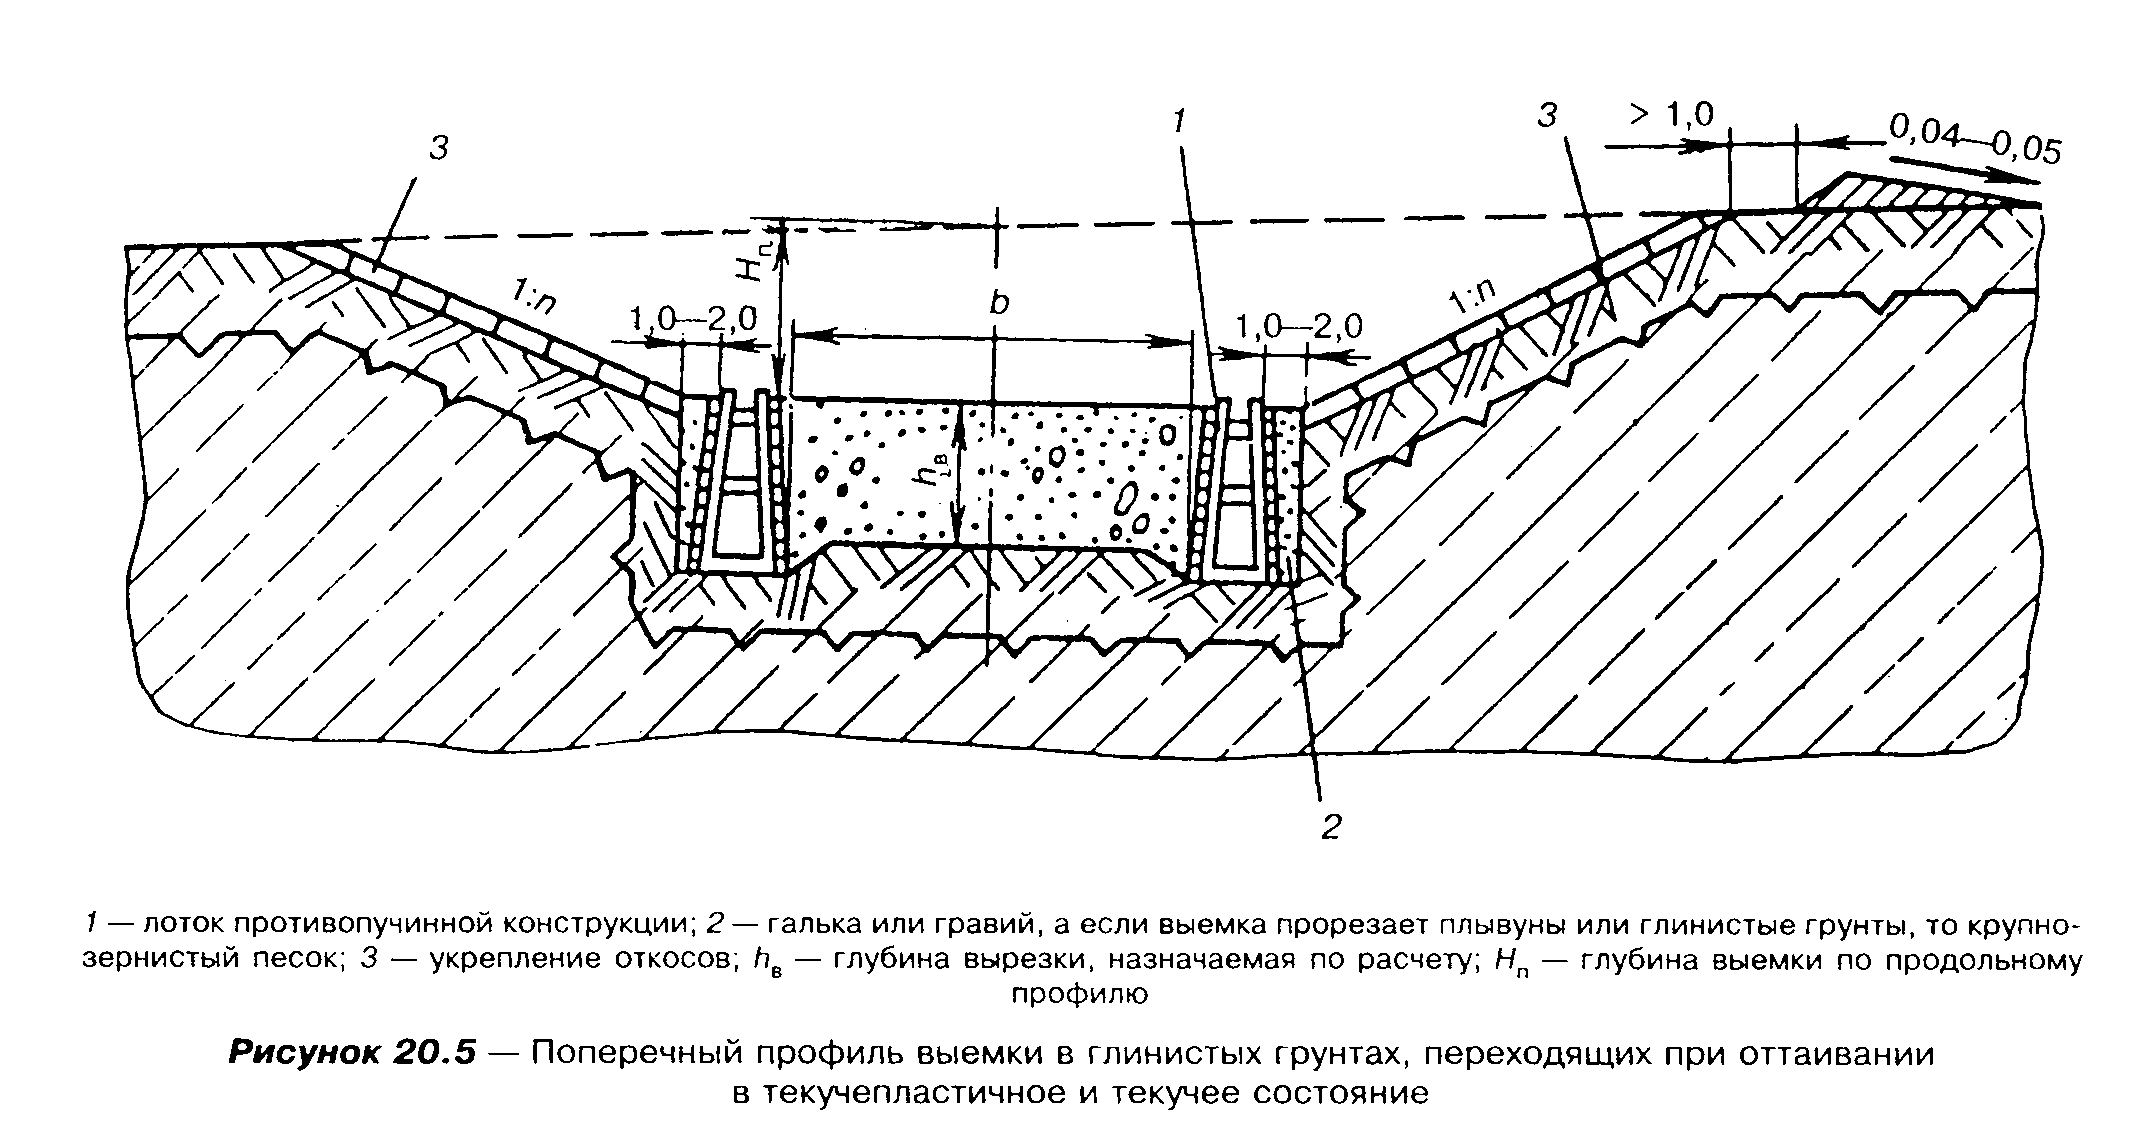 3
1
3
> 1,0
0,04—0,05
Hп
1:n
1,0—2,0
b
1,0—2,0
1:n
hв
2
1 — лоток противопучинной конструкции; 2 — галька или гравий, а если выемка прорезает плывуны или глинистые грунты, то крупно-
зернистый песок; 3 — укрепление откосов; hв — глубина вырезки, назначаемая по расчету; Hп — глубина выемки по продольному
профилю
Рисунок 20.5 — Поперечный профиль выемки в глинистых грунтах, переходящих при оттаивании
в текучепластичное и текучее состояние